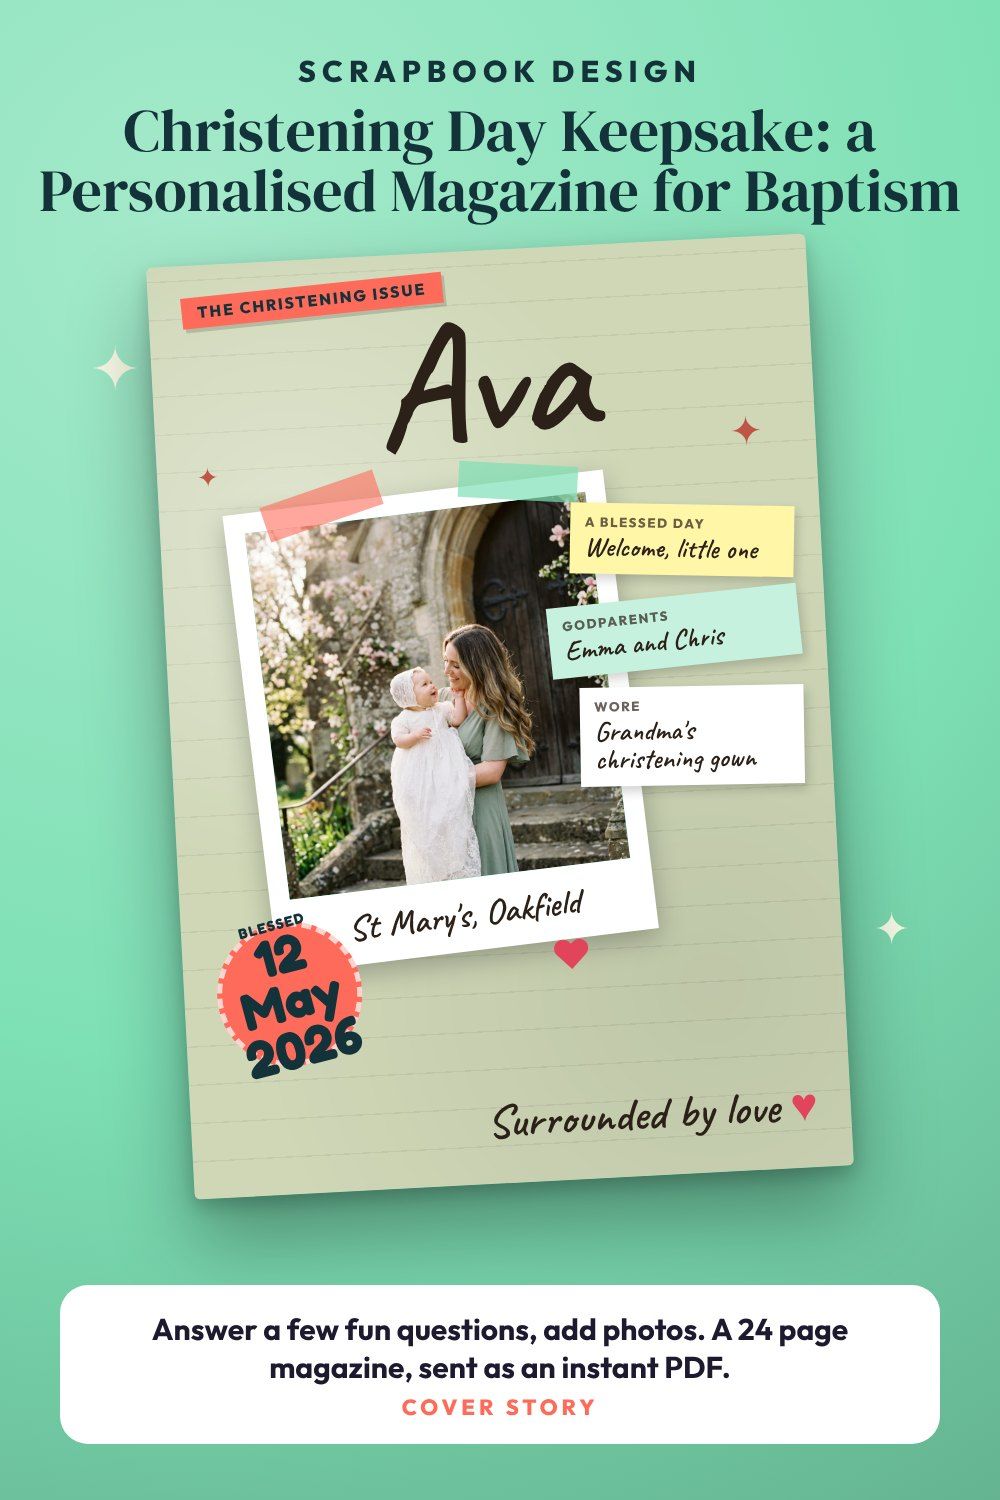 SCRAPBOOK DESIGN
Christening Day Keepsake: a
Personalised Magazine for Baptism
THE CHRISTENING ISSUE
Ava
A BLESSED DAY
Welcome, little one
GODPARENTS
Emma and Chris
WORE
Grandma's
christening gown
St Mary's, Oakfield
BLESSED
12
May
2026
Surrounded by love ♥
Answer a few fun questions, add photos. A 24 page
magazine, sent as an instant PDF.
COVER STORY